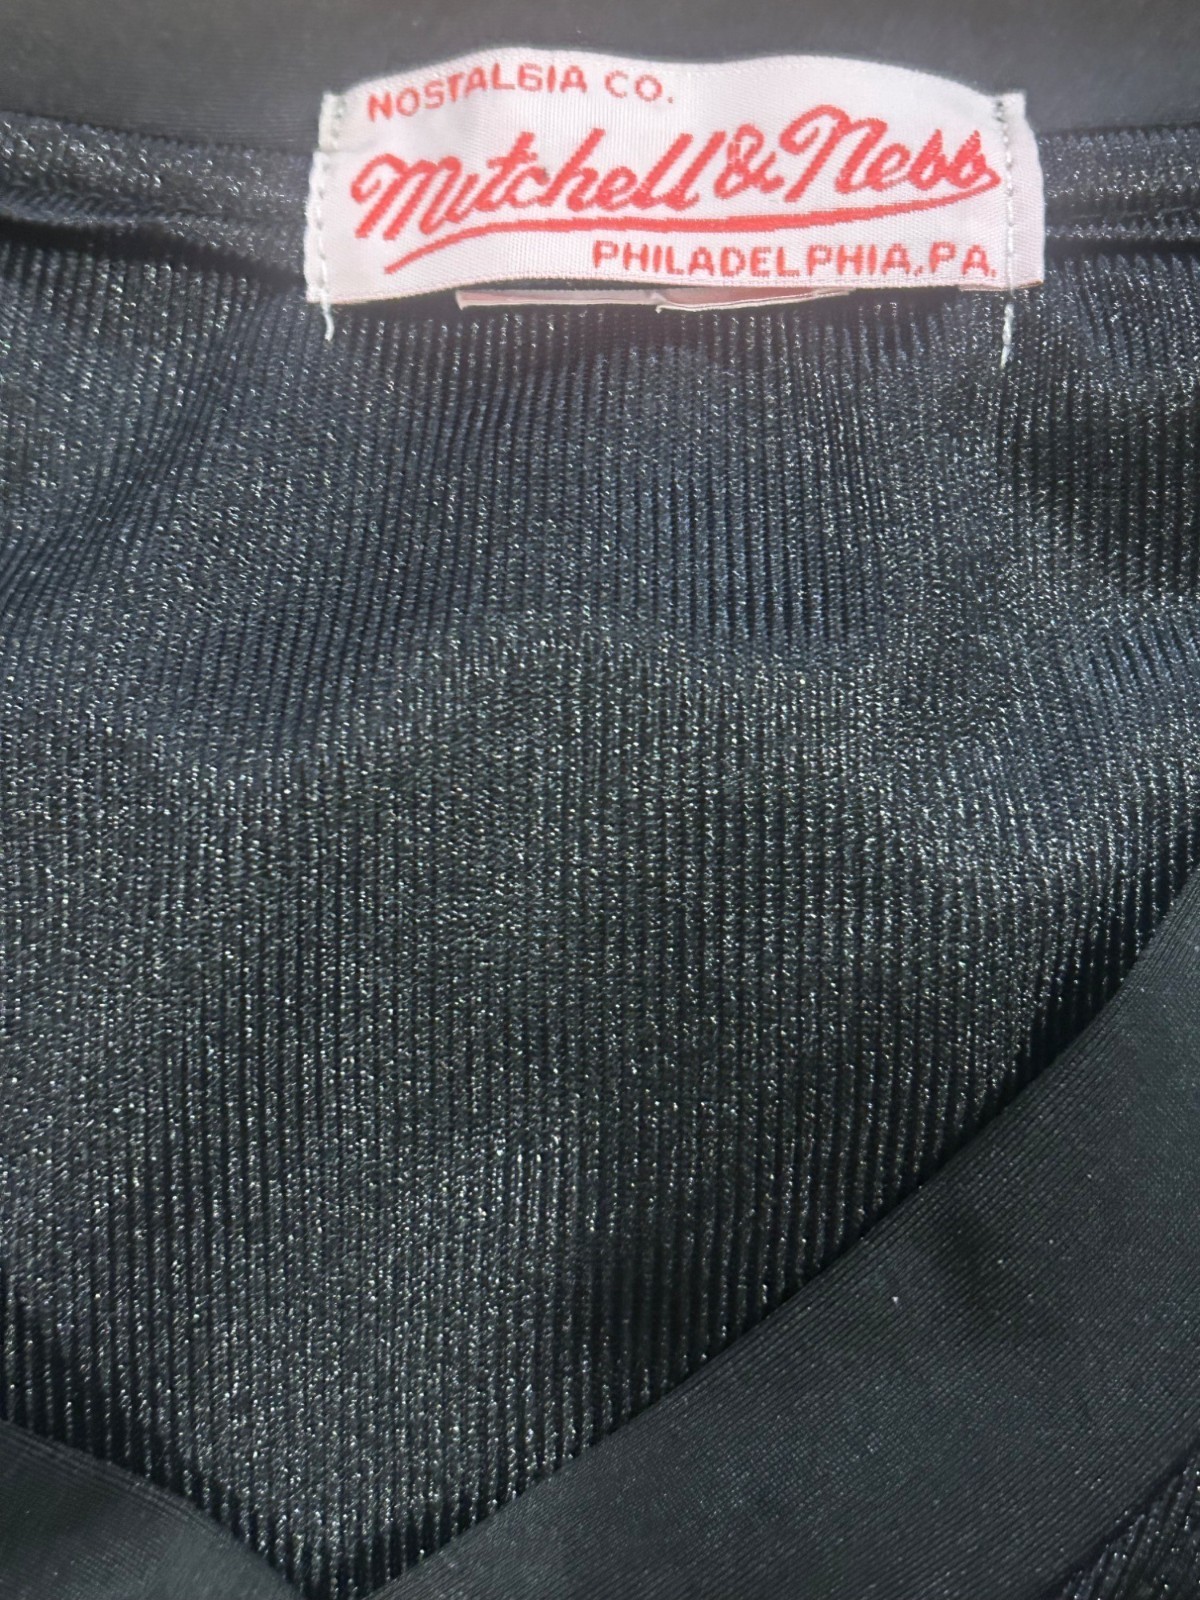 NOSTALGIA CO.
Mitchell & Ness
PHILADELPHIA, PA.